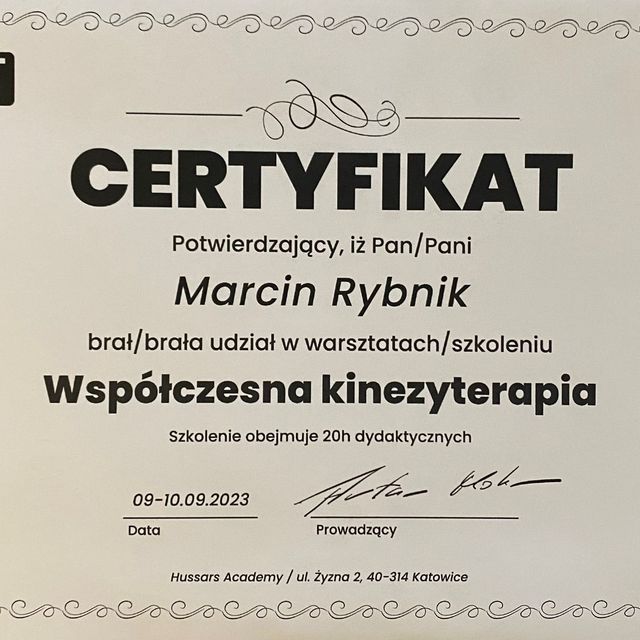 CERTYFIKAT
Potwierdzający, iż Pan/Pani
Marcin Rybnik
brał/brała udział w warsztatach/szkoleniu
Współczesna kinezyterapia
Szkolenie obejmuje 20h dydaktycznych
09-10.09.2023
Data
Prowadzący
Hussars Academy / ul. Żyzna 2, 40-314 Katowice